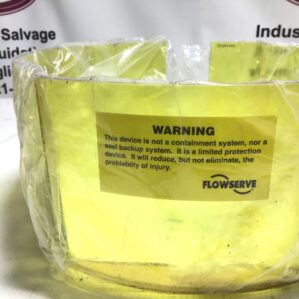 Salvage
Indus
WARNING
This device is not a containment system, nor a
seal backup system. It is a limited protection
device. It will reduce, but not eliminate, the
probability of injury.
FLOWSERVE